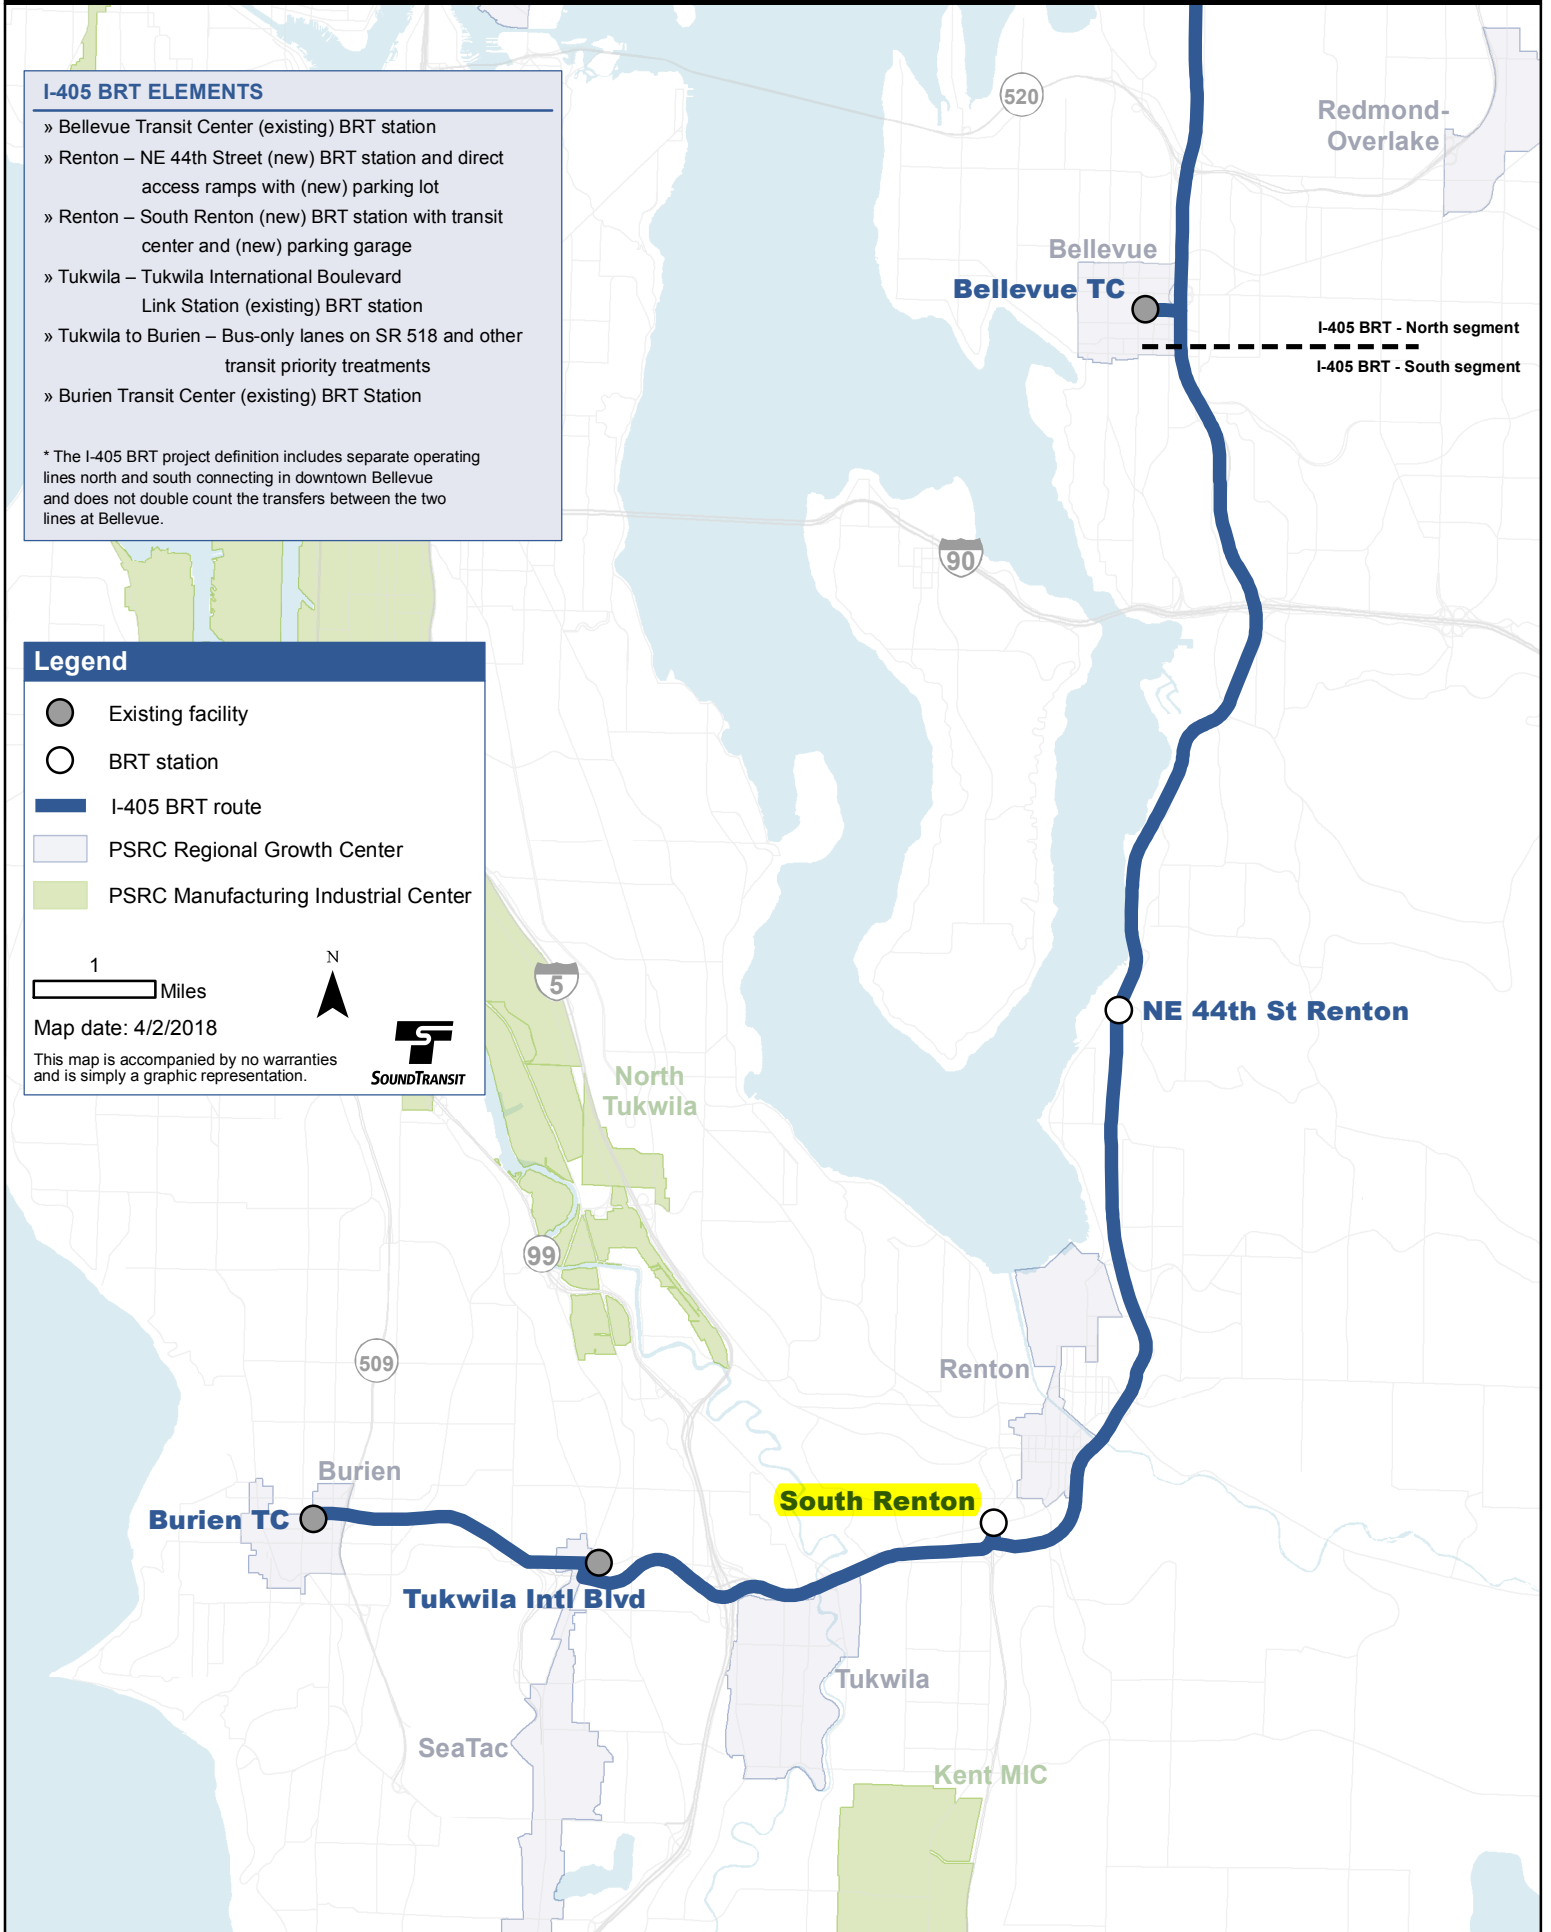 I-405 BRT ELEMENTS
» Bellevue Transit Center (existing) BRT station
» Renton – NE 44th Street (new) BRT station and direct
access ramps with (new) parking lot
» Renton – South Renton (new) BRT station with transit
center and (new) parking garage
» Tukwila – Tukwila International Boulevard
Link Station (existing) BRT station
» Tukwila to Burien – Bus-only lanes on SR 518 and other
transit priority treatments
» Burien Transit Center (existing) BRT Station
* The I-405 BRT project definition includes separate operating
lines north and south connecting in downtown Bellevue
and does not double count the transfers between the two
lines at Bellevue.
520
Redmond-
Overlake
Bellevue
Bellevue TC
I-405 BRT - North segment
I-405 BRT - South segment
90
Legend
Existing facility
BRT station
I-405 BRT route
PSRC Regional Growth Center
PSRC Manufacturing Industrial Center
1
Miles
N
Map date: 4/2/2018
This map is accompanied by no warranties
and is simply a graphic representation.
SOUNDTRANSIT
5
NE 44th St Renton
North
Tukwila
99
509
Renton
Burien
Burien TC
South Renton
Tukwila Intl Blvd
Tukwila
SeaTac
Kent MIC